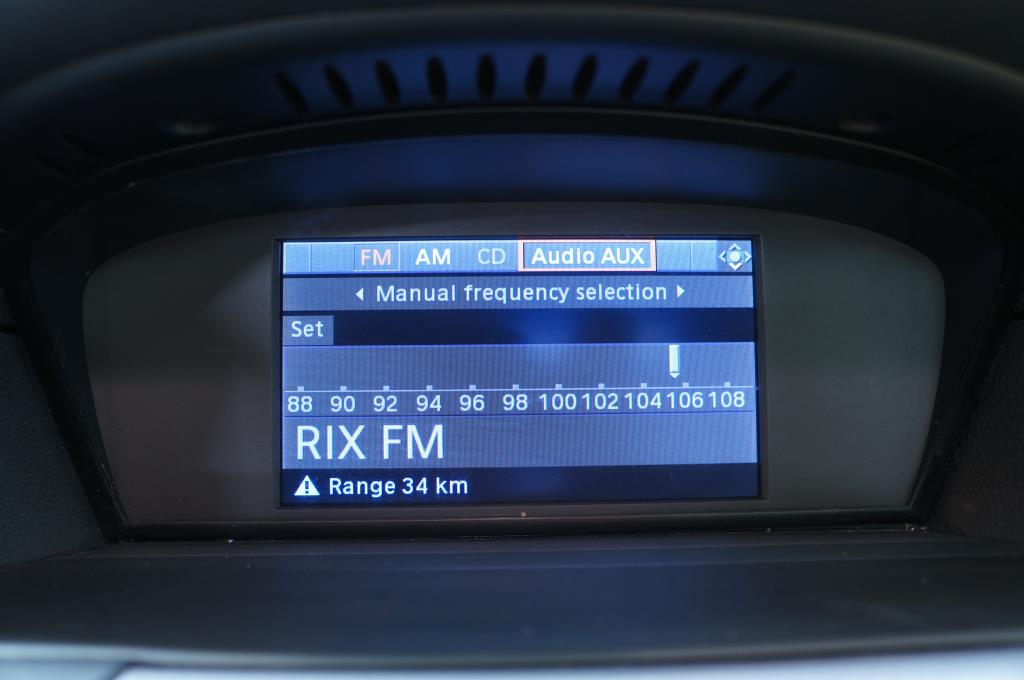 FM AM CD Audio AUX
Manual frequency selection
Set
88 90 92 94 96 98 100 102 104 106 108
RIX FM
Range 34 km